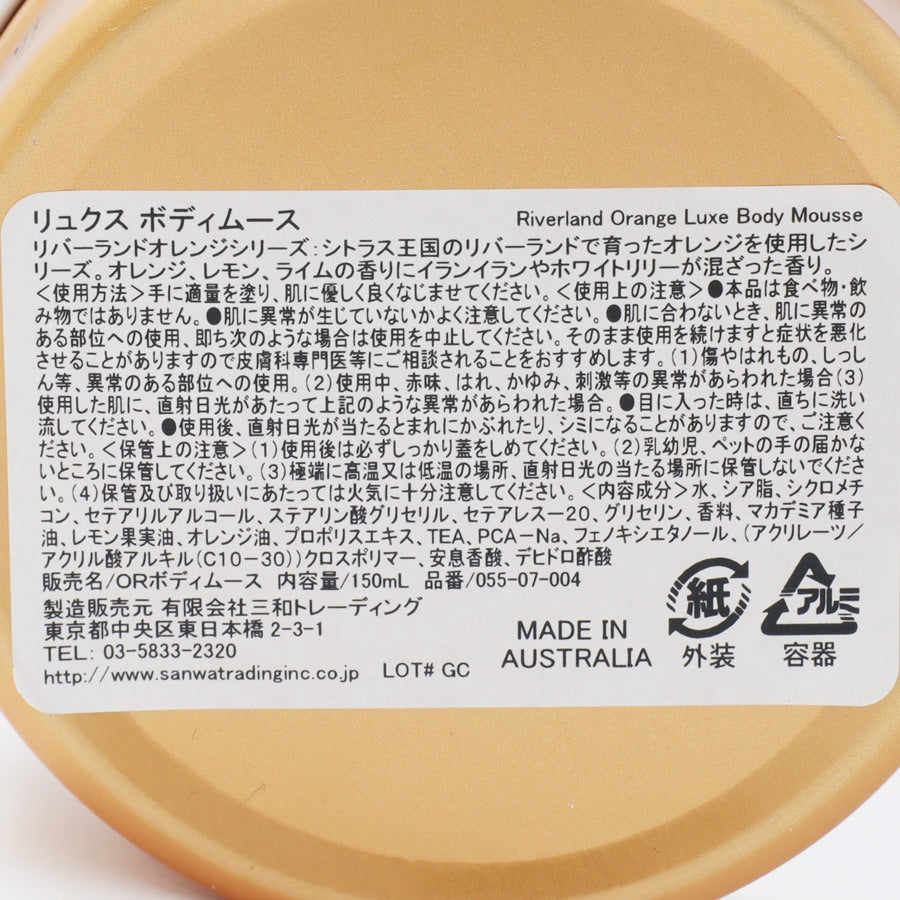 リュクス ボディムース
Riverland Orange Luxe Body Mousse
リバーランドオレンジシリーズ：シトラス王国のリバーランドで育ったオレンジを使用したシ
リーズ。オレンジ、レモン、ライムの香りにイランイランやホワイトリリーが混ざった香り。
＜使用方法＞手に適量を塗り、肌に優しく良くなじませてください。＜使用上の注意＞●本品は食べ物・飲
み物ではありません。●肌に異常が生じていないかよく注意してください。●肌に合わないとき、肌に異常の
ある部位への使用、即ち次のような場合は使用を中止してください。そのまま使用を続けますと症状を悪化
させることがありますので皮膚科専門医等にご相談されることをおすすめします。(1)傷やはれもの、しっし
ん等、異常のある部位への使用。(2)使用中、赤味、はれ、かゆみ、刺激等の異常があらわれた場合(3)
使用した肌に、直射日光があたって上記のような異常があらわれた場合。●目に入った時は、直ちに洗い
流してください。●使用後、直射日光が当たるとまれにかぶれたり、シミになることがありますので、ご注意く
ださい。＜保管上の注意＞(1)使用後は必ずしっかり蓋をしめてください。(2)乳幼児、ペットの手の届かな
いところに保管してください。(3)極端に高温又は低温の場所、直射日光の当たる場所に保管しないでくださ
い。(4)保管及び取り扱いにあたっては火気に十分注意してください。＜内容成分＞水、シア脂、シクロメチ
コン、セテアリルアルコール、ステアリン酸グリセリル、セテアレス－20、グリセリン、香料、マカデミア種子
油、レモン果実油、オレンジ油、プロポリスエキス、TEA、PCA－Na、フェノキシエタノール、（アクリレーツ／
アクリル酸アルキル(C10－30)）クロスポリマー、安息香酸、デヒドロ酢酸
販売名/ORボディムース 内容量/150mL 品番/055-07-004
製造販売元 有限会社三和トレーディング
東京都中央区東日本橋 2-3-1
TEL: 03-5833-2320
http://www.sanwatradinginc.co.jp LOT# GC
MADE IN
AUSTRALIA
紙
外装
アルミ
容器